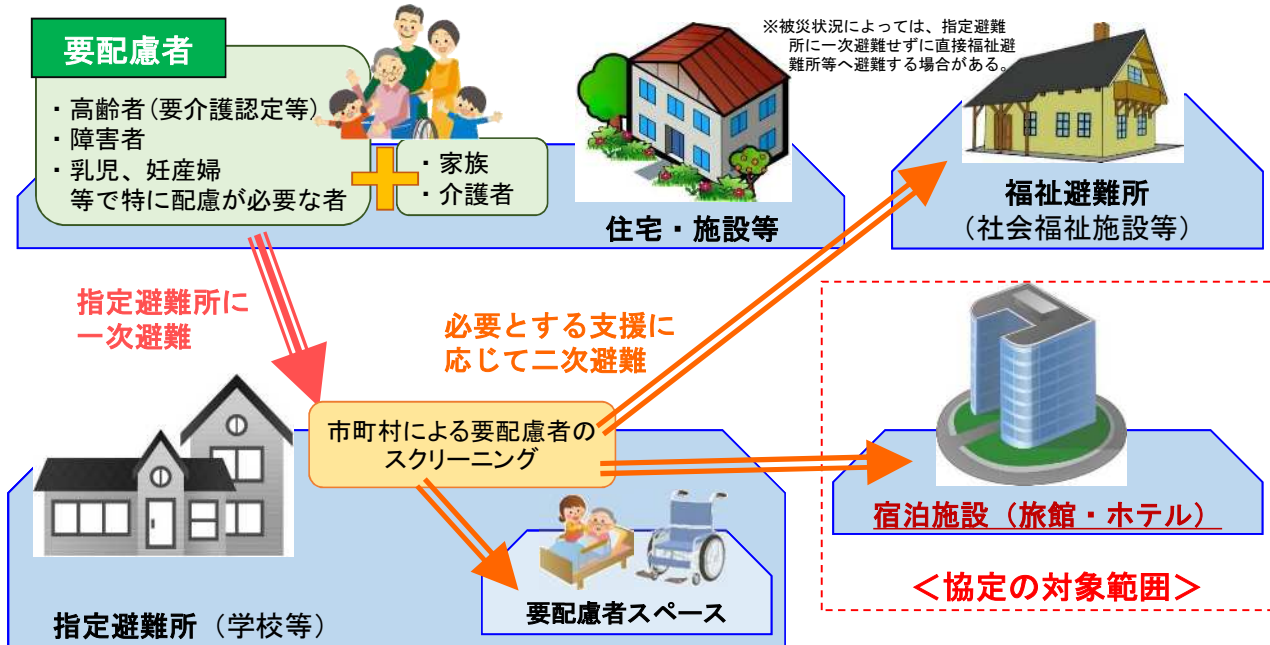 要配慮者
・高齢者(要介護認定等)
・障害者
・乳児、妊産婦
等で特に配慮が必要な者
・家族
・介護者
住宅・施設等
※被災状況によっては、指定避難
所に一次避難せずに直接福祉避
難所等へ避難する場合がある。
福祉避難所
（社会福祉施設等）
指定避難所に
一次避難
必要とする支援に
応じて二次避難
市町村による要配慮者の
スクリーニング
宿泊施設（旅館・ホテル）
＜協定の対象範囲＞
要配慮者スペース
指定避難所（学校等）